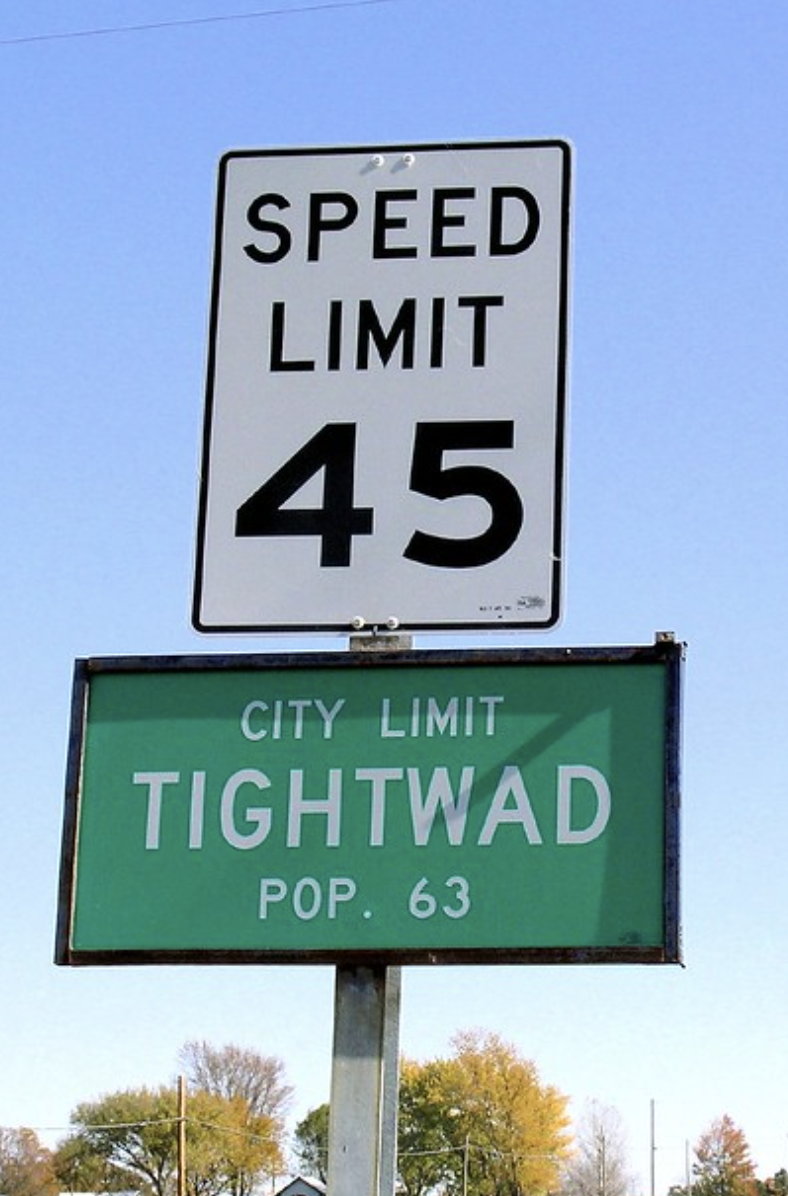 SPEED
LIMIT
45
CITY LIMIT
TIGHTWAD
POP. 63